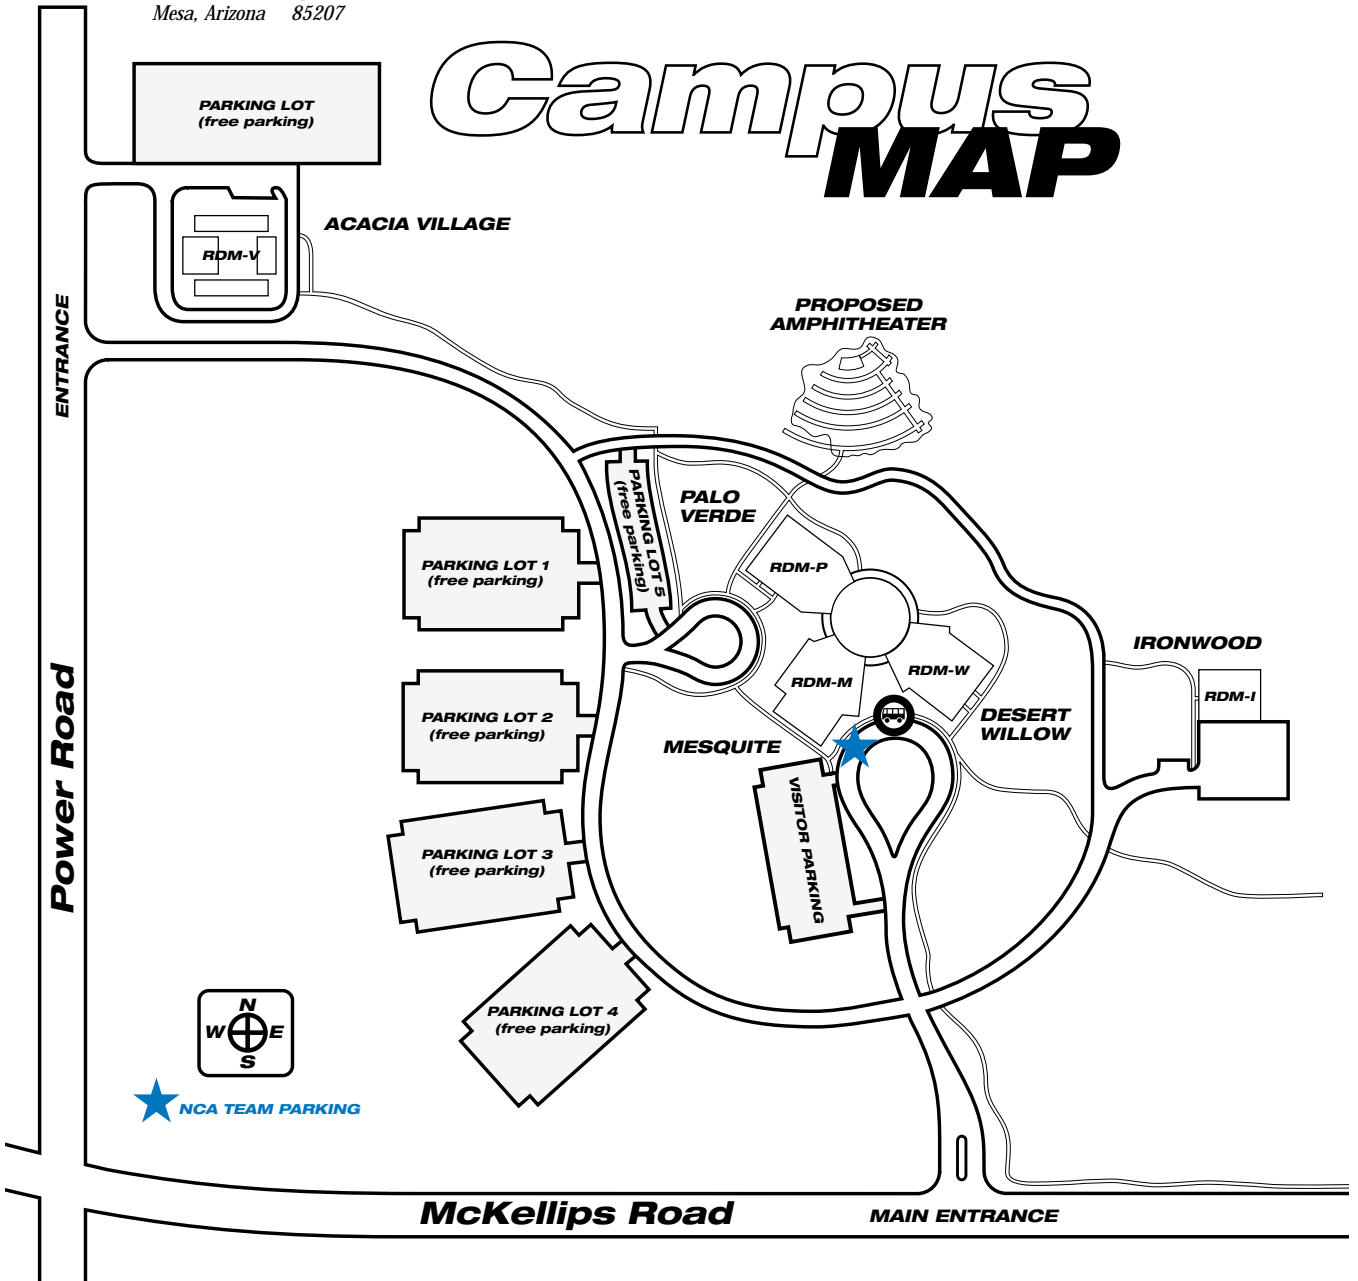 Mesa, Arizona 85207
Campus
MAP
PARKING LOT
(free parking)
ACACIA VILLAGE
RDM-V
ENTRANCE
PROPOSED
AMPHITHEATER
PALO
VERDE
PARKING LOT 5
(free parking)
PARKING LOT 1
(free parking)
RDM-P
IRONWOOD
RDM-M
RDM-W
RDM-I
Power Road
PARKING LOT 2
(free parking)
MESQUITE
DESERT
WILLOW
VISITOR PARKING
PARKING LOT 3
(free parking)
PARKING LOT 4
(free parking)
N
W E
S
NCA TEAM PARKING
McKellips Road
MAIN ENTRANCE